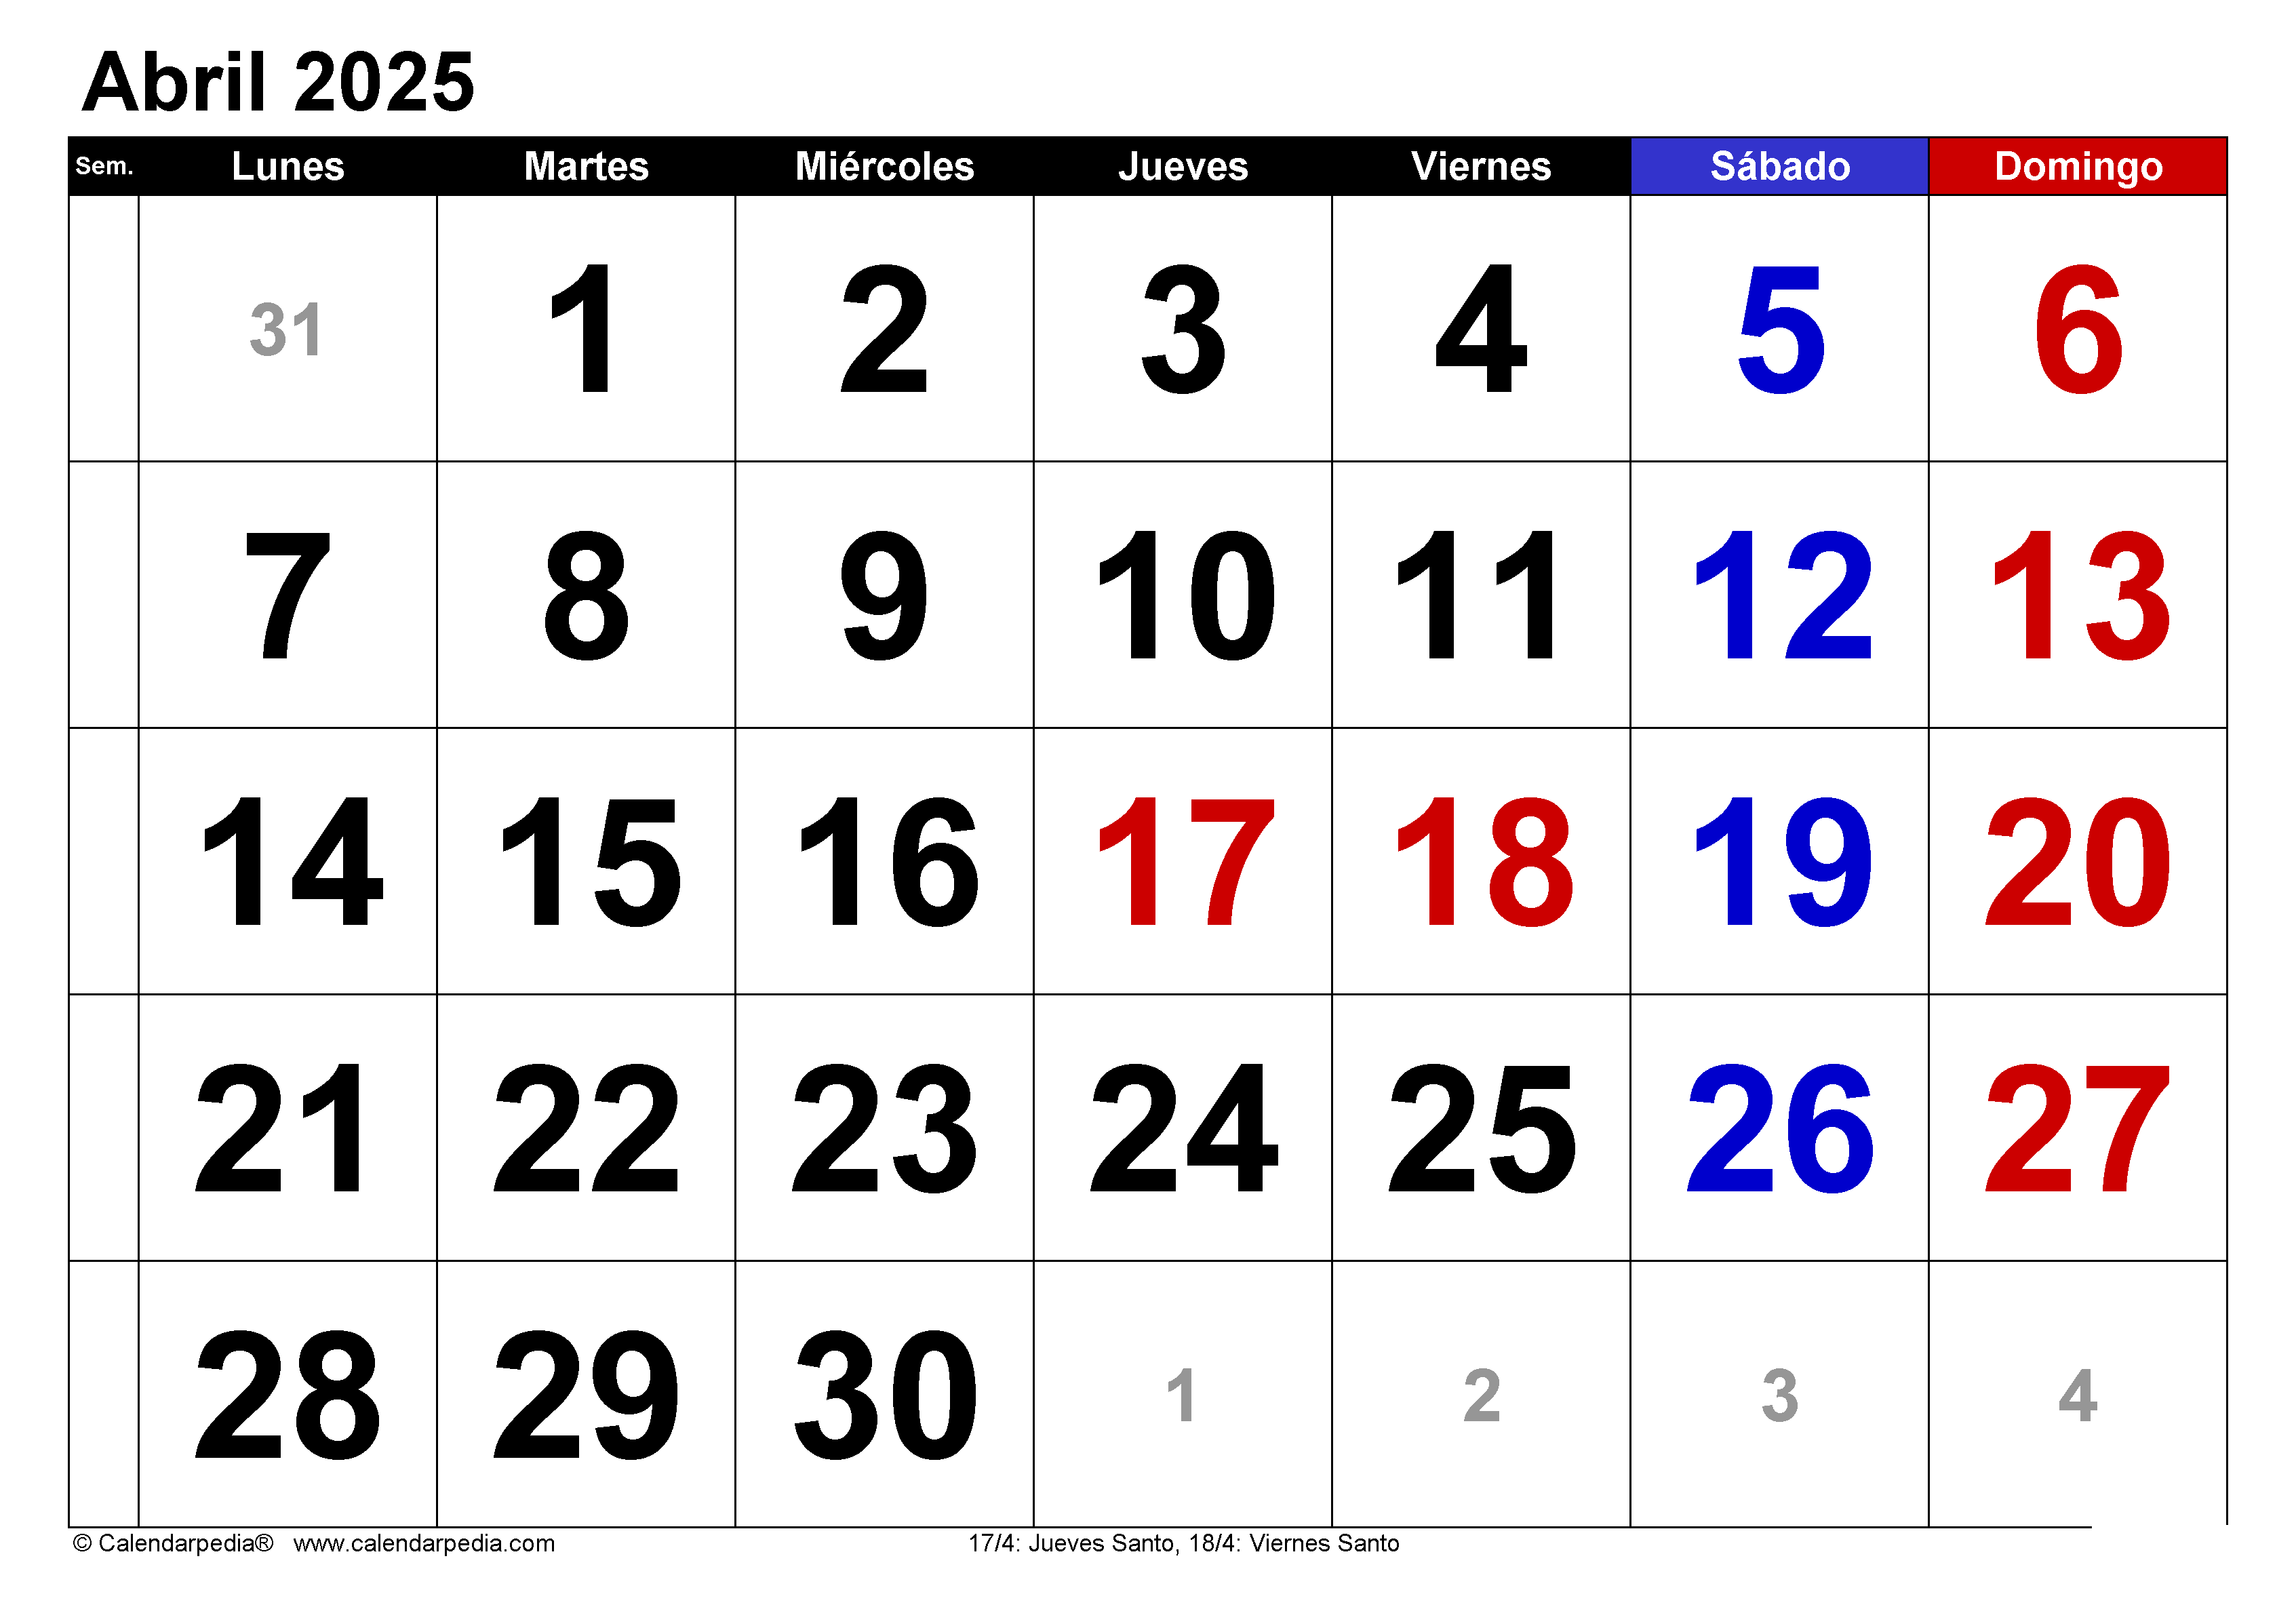 Abril 2025
Sem. Lunes Martes Miércoles Jueves Viernes Sábado Domingo
31 1 2 3 4 5 6
7 8 9 10 11 12 13
14 15 16 17 18 19 20
21 22 23 24 25 26 27
28 29 30 1 2 3 4
© Calendarpedia® www.calendarpedia.com 17/4: Jueves Santo, 18/4: Viernes Santo